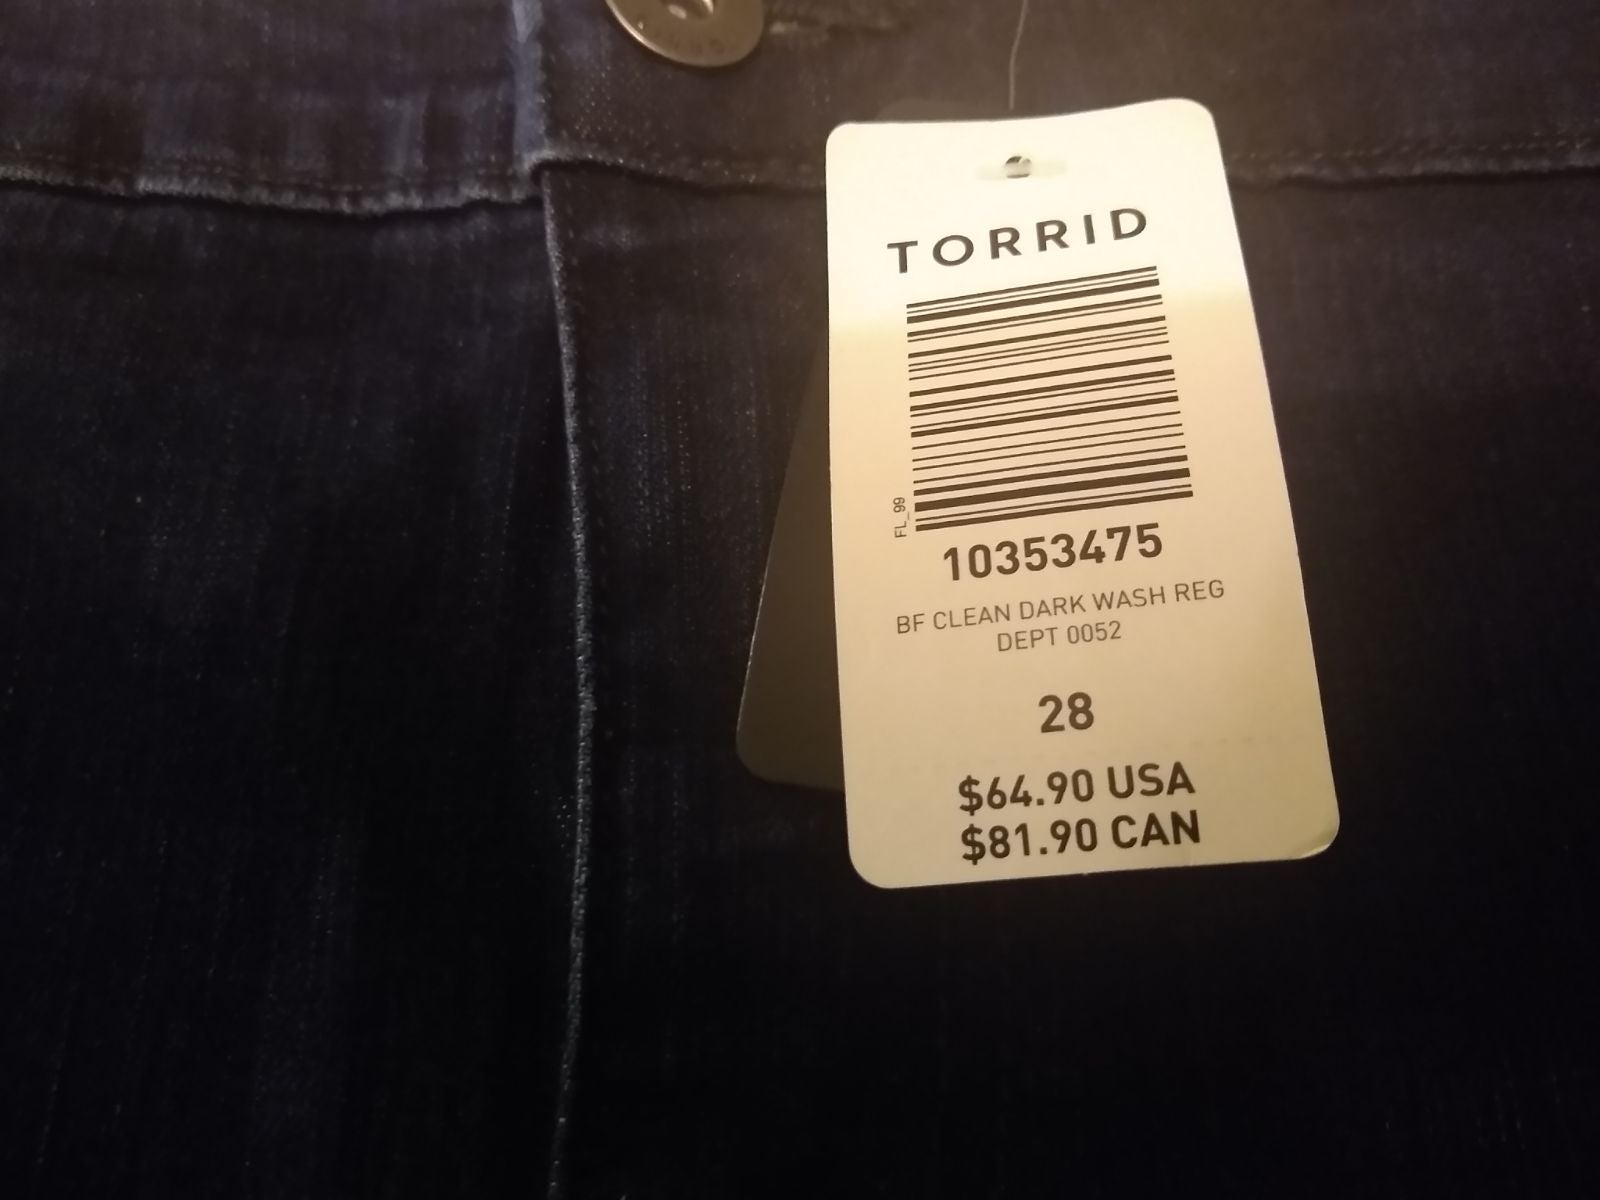 TORRID
FL_99
10353475
BF CLEAN DARK WASH REG
DEPT 0052
28
$64.90 USA
$81.90 CAN